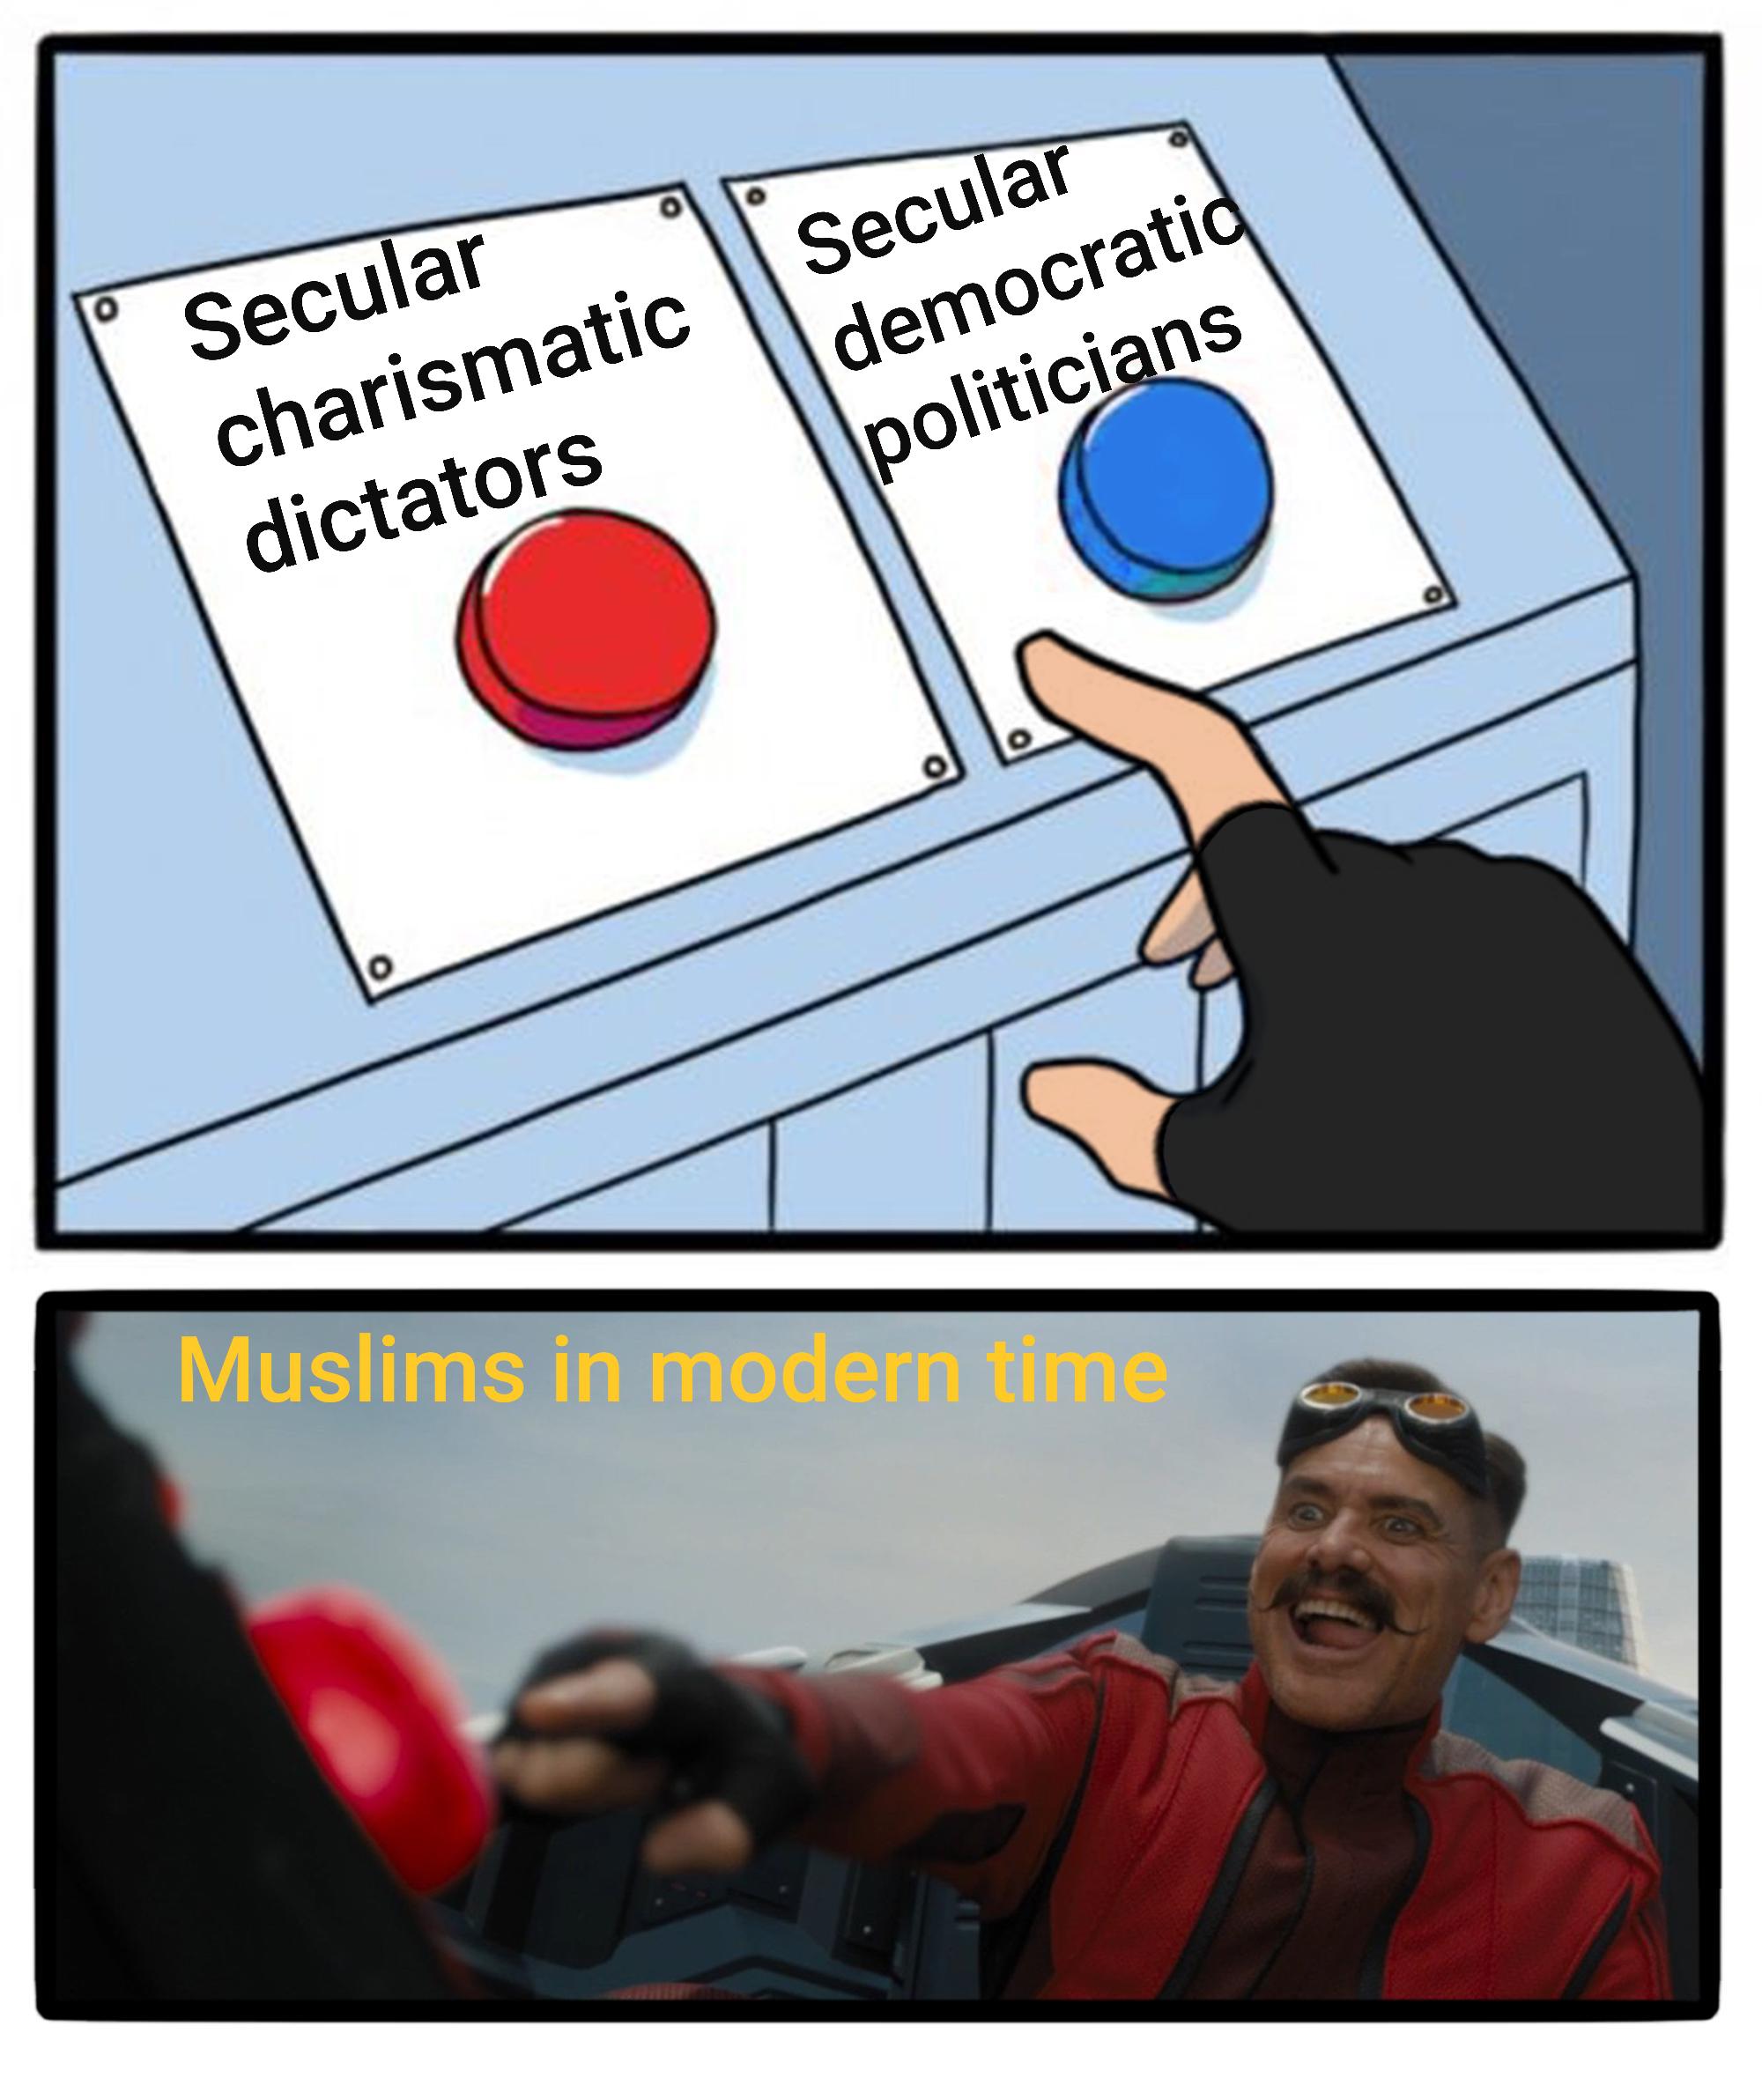 Secular
charismatic
dictators
Secular
democratic
politicians
Muslims in modern time